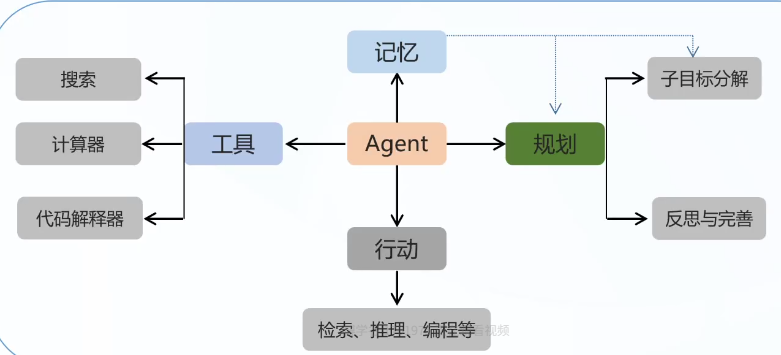 记忆
搜索
子目标分解
计算器
工具
Agent
规划
代码解释器
反思与完善
行动
检索、推理、编程等